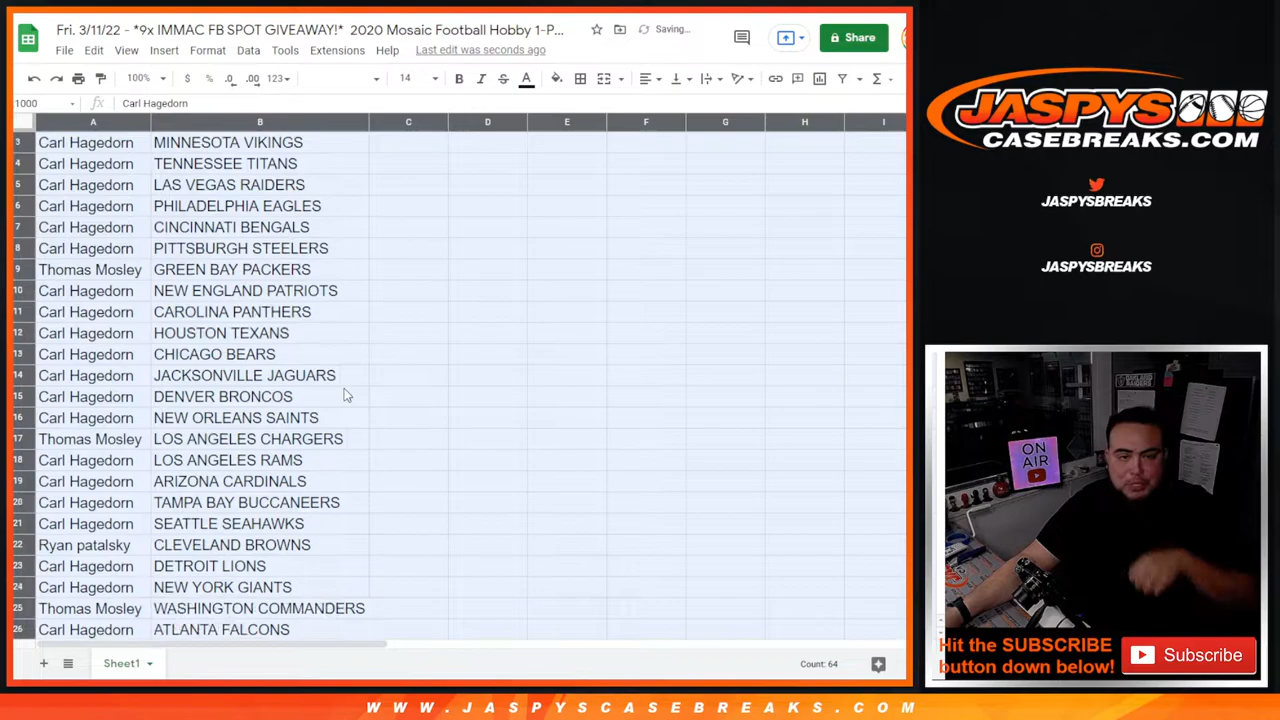 Fri. 3/11/22 - *9x IMMAC FB SPOT GIVEAWAY!* 2020 Mosaic Football Hobby 1-P...
Saving...
Share
File Edit View Insert Format Data Tools Extensions Help Last edit was seconds ago
100% $ % .0 .00 123 14 B I S A
1000 fx Carl Hagedorn
A B C D E F G H I
3 Carl Hagedorn MINNESOTA VIKINGS
4 Carl Hagedorn TENNESSEE TITANS
5 Carl Hagedorn LAS VEGAS RAIDERS
6 Carl Hagedorn PHILADELPHIA EAGLES
7 Carl Hagedorn CINCINNATI BENGALS
8 Carl Hagedorn PITTSBURGH STEELERS
9 Thomas Mosley GREEN BAY PACKERS
10 Carl Hagedorn NEW ENGLAND PATRIOTS
11 Carl Hagedorn CAROLINA PANTHERS
12 Carl Hagedorn HOUSTON TEXANS
13 Carl Hagedorn CHICAGO BEARS
14 Carl Hagedorn JACKSONVILLE JAGUARS
15 Carl Hagedorn DENVER BRONCOS
16 Carl Hagedorn NEW ORLEANS SAINTS
17 Thomas Mosley LOS ANGELES CHARGERS
18 Carl Hagedorn LOS ANGELES RAMS
19 Carl Hagedorn ARIZONA CARDINALS
20 Carl Hagedorn TAMPA BAY BUCCANEERS
21 Carl Hagedorn SEATTLE SEAHAWKS
22 Ryan patalsky CLEVELAND BROWNS
23 Carl Hagedorn DETROIT LIONS
24 Carl Hagedorn NEW YORK GIANTS
25 Thomas Mosley WASHINGTON COMMANDERS
26 Carl Hagedorn ATLANTA FALCONS
Sheet1
Count: 64
JASPYS
CASEBREAKS.COM
JASPYSBREAKS
JASPYSBREAKS
ON
AIR
Hit the SUBSCRIBE
button down below!
Subscribe
WWW.JASPYSCASEBREAKS.COM